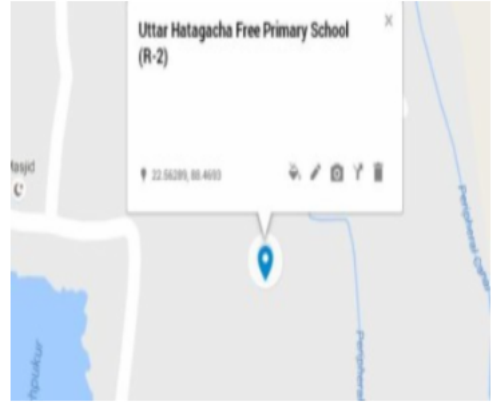 Uttar Hatagacha Free Primary School
(R-2)
Masjid
22.56289, 88.4693
Peripheral Canal
Peripheral